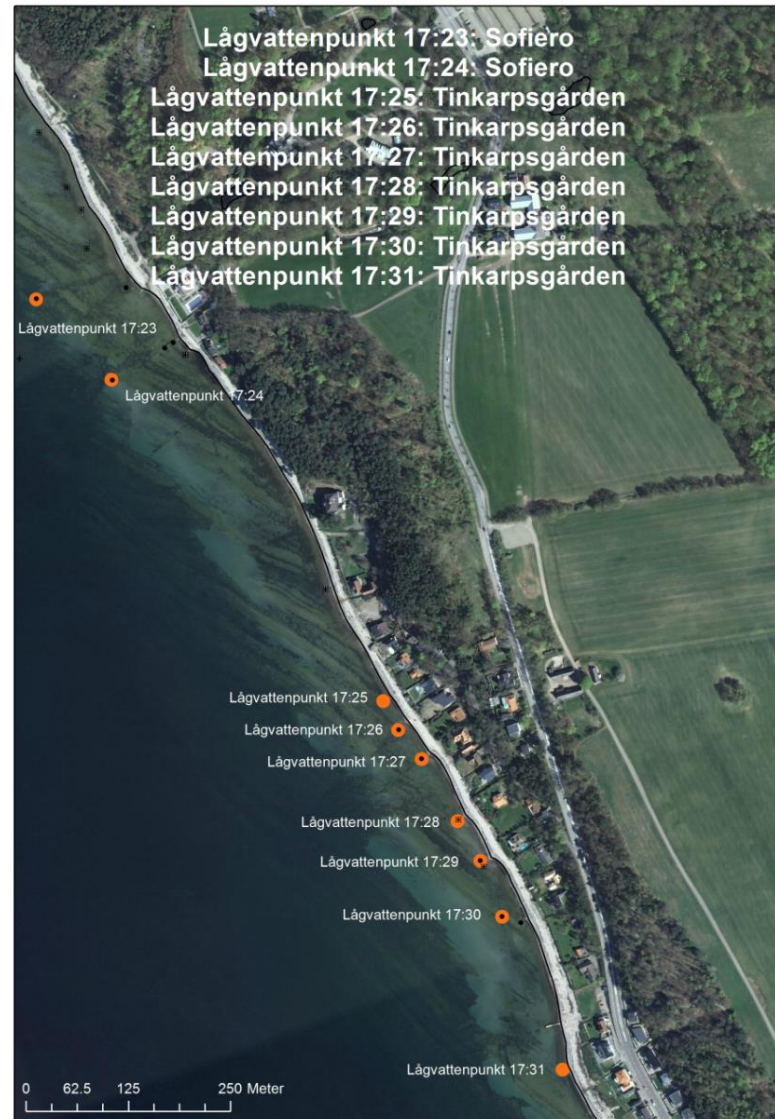 Lågvattenpunkt 17:23: Sofiero
Lågvattenpunkt 17:24: Sofiero
Lågvattenpunkt 17:25: Tinkarpsgården
Lågvattenpunkt 17:26: Tinkarpsgården
Lågvattenpunkt 17:27: Tinkarpsgården
Lågvattenpunkt 17:28: Tinkarpsgården
Lågvattenpunkt 17:29: Tinkarpsgården
Lågvattenpunkt 17:30: Tinkarpsgården
Lågvattenpunkt 17:31: Tinkarpsgården
Lågvattenpunkt 17:23
Lågvattenpunkt 17:24
Lågvattenpunkt 17:25
Lågvattenpunkt 17:26
Lågvattenpunkt 17:27
Lågvattenpunkt 17:28
Lågvattenpunkt 17:29
Lågvattenpunkt 17:30
Lågvattenpunkt 17:31
0 62.5 125 250 Meter